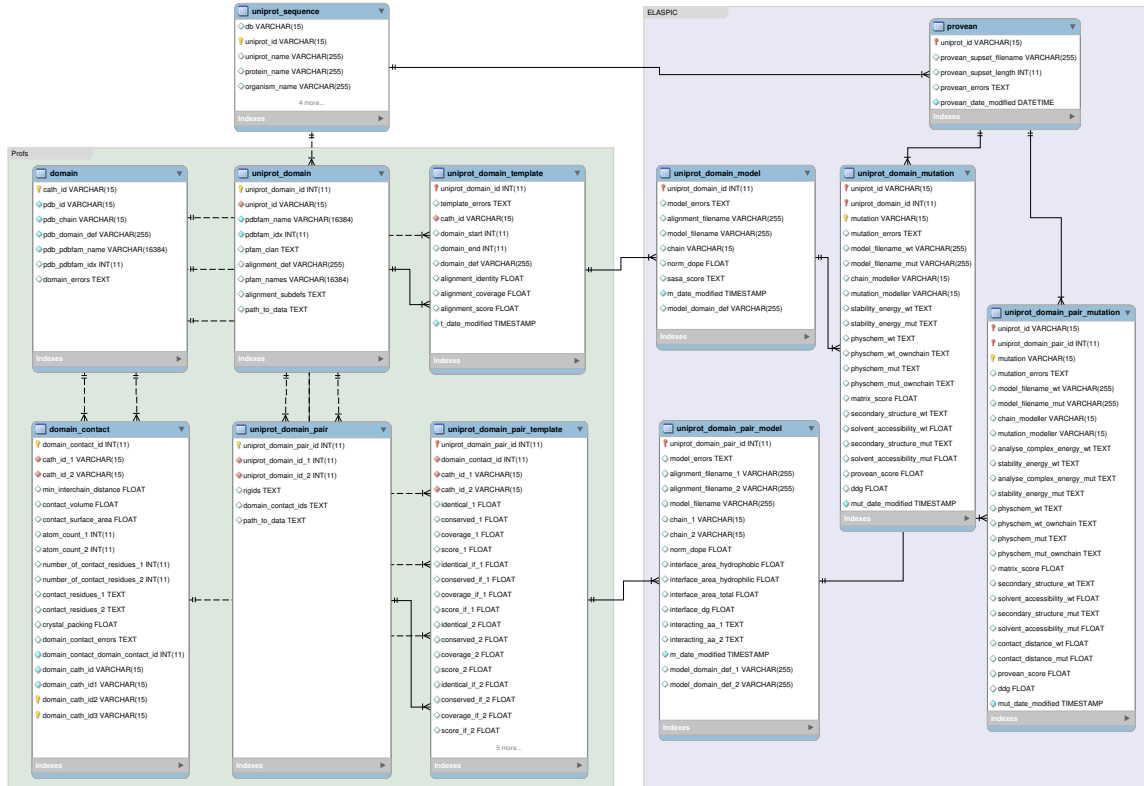 uniprot_sequence
db VARCHAR(15)
uniprot_id VARCHAR(15)
uniprot_name VARCHAR(255)
protein_name VARCHAR(255)
organism_name VARCHAR(255)
4 more...
Indexes
ELASPIC
provean
uniprot_id VARCHAR(15)
provean_supset_filename VARCHAR(255)
provean_supset_length INT(11)
provean_errors TEXT
provean_date_modified DATETIME
Indexes
Profs
domain
cath_id VARCHAR(15)
pdb_id VARCHAR(15)
pdb_chain VARCHAR(15)
pdb_domain_def VARCHAR(255)
pdb_pdbfam_name VARCHAR(16384)
pdb_pdbfam_idx INT(11)
domain_errors TEXT
Indexes
uniprot_domain
uniprot_domain_id INT(11)
uniprot_id VARCHAR(15)
pdbfam_name VARCHAR(16384)
pdbfam_idx INT(11)
pfam_clan TEXT
alignment_def VARCHAR(255)
pfam_names VARCHAR(16384)
alignment_subdefs TEXT
path_to_data TEXT
Indexes
uniprot_domain_template
uniprot_domain_id INT(11)
template_errors TEXT
cath_id VARCHAR(15)
domain_start INT(11)
domain_end INT(11)
domain_def VARCHAR(255)
alignment_identity FLOAT
alignment_coverage FLOAT
alignment_score FLOAT
t_date_modified TIMESTAMP
Indexes
uniprot_domain_model
uniprot_domain_id INT(11)
model_errors TEXT
alignment_filename VARCHAR(255)
model_filename VARCHAR(255)
chain VARCHAR(15)
norm_dope FLOAT
sasa_score TEXT
m_date_modified TIMESTAMP
model_domain_def VARCHAR(255)
Indexes
uniprot_domain_mutation
uniprot_id VARCHAR(15)
uniprot_domain_id INT(11)
mutation VARCHAR(15)
mutation_errors TEXT
model_filename_wt VARCHAR(255)
model_filename_mut VARCHAR(255)
chain_modeller VARCHAR(15)
mutation_modeller VARCHAR(15)
stability_energy_wt TEXT
stability_energy_mut TEXT
physchem_wt TEXT
physchem_wt_ownchain TEXT
physchem_mut TEXT
physchem_mut_ownchain TEXT
matrix_score FLOAT
secondary_structure_wt TEXT
solvent_accessibility_wt FLOAT
secondary_structure_mut TEXT
solvent_accessibility_mut FLOAT
provean_score FLOAT
ddg FLOAT
mut_date_modified TIMESTAMP
Indexes
uniprot_domain_pair_mutation
uniprot_id VARCHAR(15)
uniprot_domain_pair_id INT(11)
mutation VARCHAR(15)
mutation_errors TEXT
model_filename_wt VARCHAR(255)
model_filename_mut VARCHAR(255)
chain_modeller VARCHAR(15)
mutation_modeller VARCHAR(15)
analyse_complex_energy_wt TEXT
stability_energy_wt TEXT
analyse_complex_energy_mut TEXT
stability_energy_mut TEXT
physchem_wt TEXT
physchem_wt_ownchain TEXT
physchem_mut TEXT
physchem_mut_ownchain TEXT
matrix_score FLOAT
secondary_structure_wt TEXT
solvent_accessibility_wt FLOAT
secondary_structure_mut TEXT
solvent_accessibility_mut FLOAT
contact_distance_wt FLOAT
contact_distance_mut FLOAT
provean_score FLOAT
ddg FLOAT
mut_date_modified TIMESTAMP
Indexes
domain_contact
domain_contact_id INT(11)
cath_id_1 VARCHAR(15)
cath_id_2 VARCHAR(15)
min_interchain_distance FLOAT
contact_volume FLOAT
contact_surface_area FLOAT
atom_count_1 INT(11)
atom_count_2 INT(11)
number_of_contact_residues_1 INT(11)
number_of_contact_residues_2 INT(11)
contact_residues_1 TEXT
contact_residues_2 TEXT
crystal_packing FLOAT
domain_contact_errors TEXT
domain_contact_domain_contact_id INT(11)
domain_cath_id VARCHAR(15)
domain_cath_id1 VARCHAR(15)
domain_cath_id2 VARCHAR(15)
domain_cath_id3 VARCHAR(15)
Indexes
uniprot_domain_pair
uniprot_domain_pair_id INT(11)
uniprot_domain_id_1 INT(11)
uniprot_domain_id_2 INT(11)
rigids TEXT
domain_contact_ids TEXT
path_to_data TEXT
Indexes
uniprot_domain_pair_template
uniprot_domain_pair_id INT(11)
domain_contact_id INT(11)
cath_id_1 VARCHAR(15)
cath_id_2 VARCHAR(15)
identical_1 FLOAT
conserved_1 FLOAT
coverage_1 FLOAT
score_1 FLOAT
identical_if_1 FLOAT
conserved_if_1 FLOAT
coverage_if_1 FLOAT
score_if_1 FLOAT
identical_2 FLOAT
conserved_2 FLOAT
coverage_2 FLOAT
score_2 FLOAT
identical_if_2 FLOAT
conserved_if_2 FLOAT
coverage_if_2 FLOAT
score_if_2 FLOAT
5 more...
Indexes
uniprot_domain_pair_model
uniprot_domain_pair_id INT(11)
model_errors TEXT
alignment_filename_1 VARCHAR(255)
alignment_filename_2 VARCHAR(255)
model_filename VARCHAR(255)
chain_1 VARCHAR(15)
chain_2 VARCHAR(15)
norm_dope FLOAT
interface_area_hydrophobic FLOAT
interface_area_hydrophilic FLOAT
interface_area_total FLOAT
interface_dg FLOAT
interacting_aa_1 TEXT
interacting_aa_2 TEXT
m_date_modified TIMESTAMP
model_domain_def_1 VARCHAR(255)
model_domain_def_2 VARCHAR(255)
Indexes